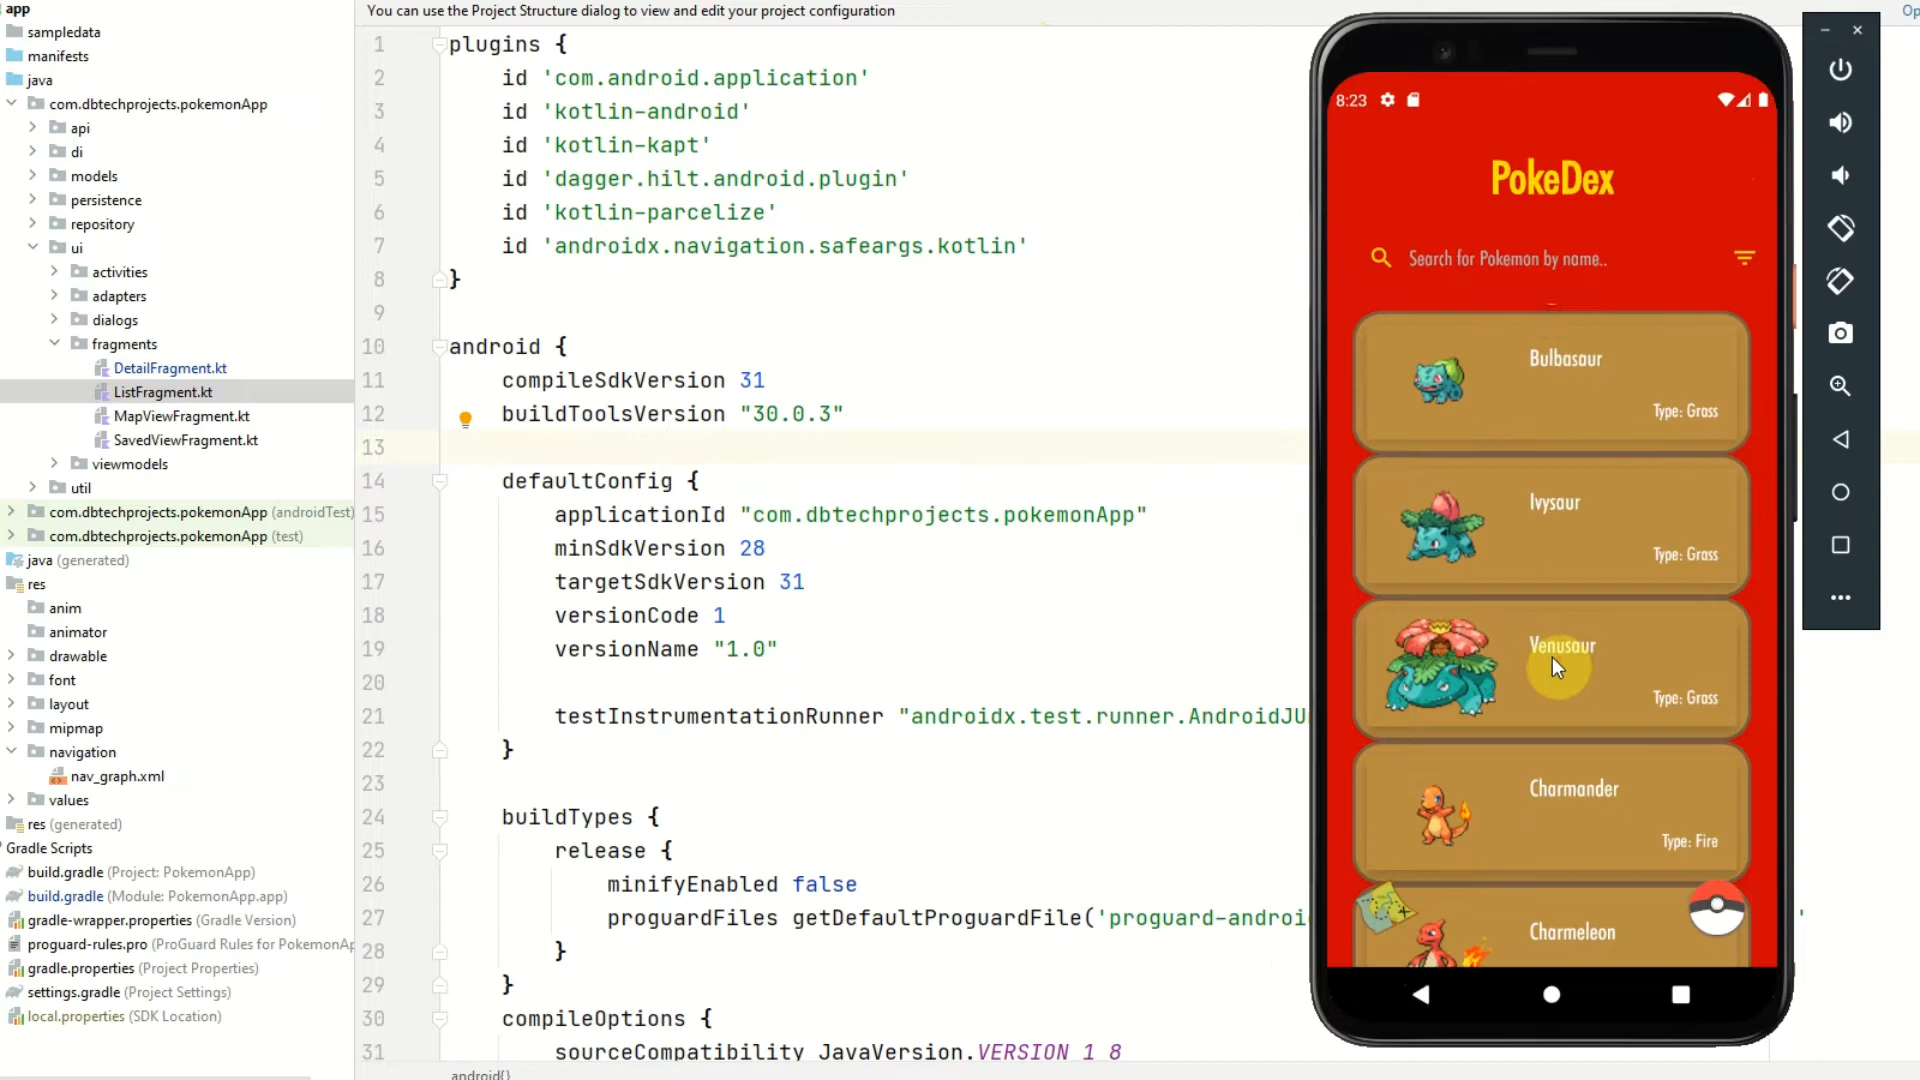 app
sampledata
manifests
java
com.dbtechprojects.pokemonApp
api
di
models
persistence
repository
ui
activities
adapters
dialogs
fragments
DetailFragment.kt
ListFragment.kt
MapViewFragment.kt
SavedViewFragment.kt
viewmodels
util
com.dbtechprojects.pokemonApp (androidTest)
com.dbtechprojects.pokemonApp (test)
java (generated)
res
anim
animator
drawable
font
layout
mipmap
navigation
nav_graph.xml
values
res (generated)
Gradle Scripts
build.gradle (Project: PokemonApp)
build.gradle (Module: PokemonApp.app)
gradle-wrapper.properties (Gradle Version)
proguard-rules.pro (ProGuard Rules for PokemonAp
gradle.properties (Project Properties)
settings.gradle (Project Settings)
local.properties (SDK Location)
You can use the Project Structure dialog to view and edit your project configuration
Op
1 plugins {
2 id 'com.android.application'
3 id 'kotlin-android'
4 id 'kotlin-kapt'
5 id 'dagger.hilt.android.plugin'
6 id 'kotlin-parcelize'
7 id 'androidx.navigation.safeargs.kotlin'
8 }
9
10 android {
11 compileSdkVersion 31
12 buildToolsVersion "30.0.3"
13
14 defaultConfig {
15 applicationId "com.dbtechprojects.pokemonApp"
16 minSdkVersion 28
17 targetSdkVersion 31
18 versionCode 1
19 versionName "1.0"
20
21 testInstrumentationRunner "androidx.test.runner.AndroidJU
22 }
23
24 buildTypes {
25 release {
26 minifyEnabled false
27 proguardFiles getDefaultProguardFile('proguard-androi
28 }
29 }
30 compileOptions {
31 sourceCompatibility JavaVersion.VERSION_1_8
android{}
8:23
PokeDex
Search for Pokemon by name..
Bulbasaur
Type: Grass
Ivysaur
Type: Grass
Venusaur
Type: Grass
Charmander
Type: Fire
Charmeleon